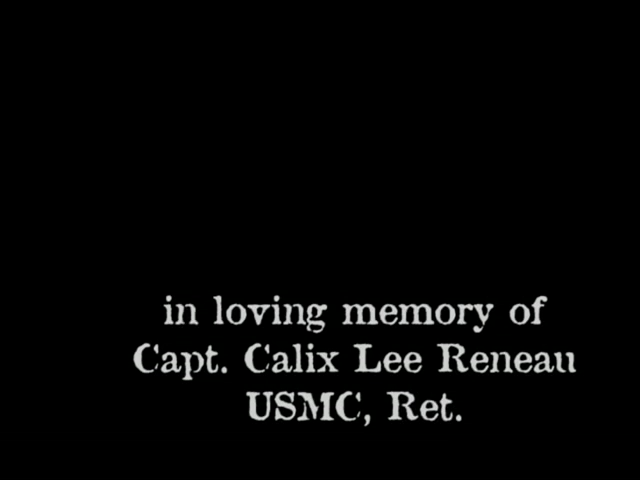 in loving memory of
Capt. Calix Lee Reneau
USMC, Ret.